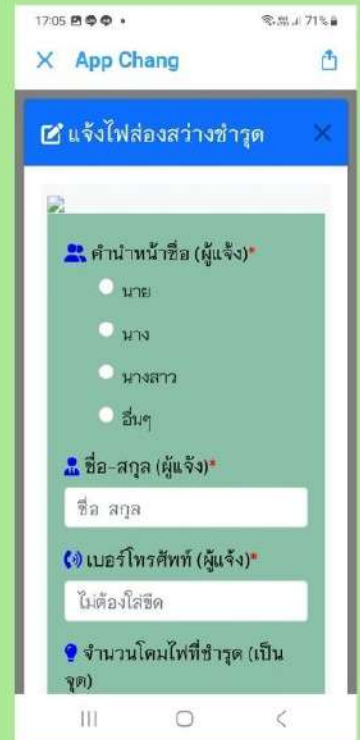 17:05
71%
App Chang
แจ้งไฟส่องสว่างชำรุด
คำนำหน้าชื่อ (ผู้แจ้ง)*
นาย
นาง
นางสาว
อื่นๆ
ชื่อ-สกุล (ผู้แจ้ง)*
ชื่อ สกุล
เบอร์โทรศัพท์ (ผู้แจ้ง)*
ไม่ต้องใส่ขีด
จำนวนโคมไฟที่ชำรุด (เป็น
จุด)